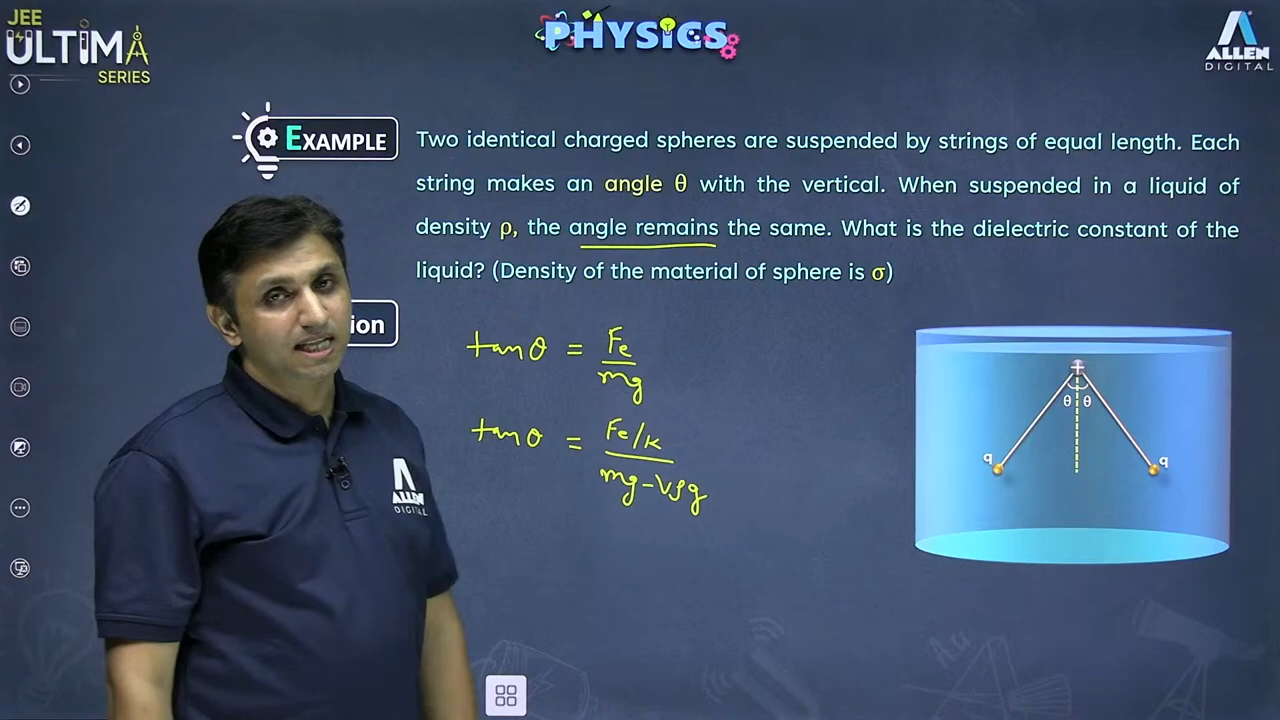 JEE
ULTIMA
SERIES
PHYSICS
ALLEN
DIGITAL
EXAMPLE
Two identical charged spheres are suspended by strings of equal length. Each
string makes an angle θ with the vertical. When suspended in a liquid of
density ρ, the angle remains the same. What is the dielectric constant of the
liquid? (Density of the material of sphere is σ)
ion
tanθ = Fe/mg
tanθ = (Fe/K)/(mg-Vρg)
θ θ
q q
ALLEN
DIGITAL